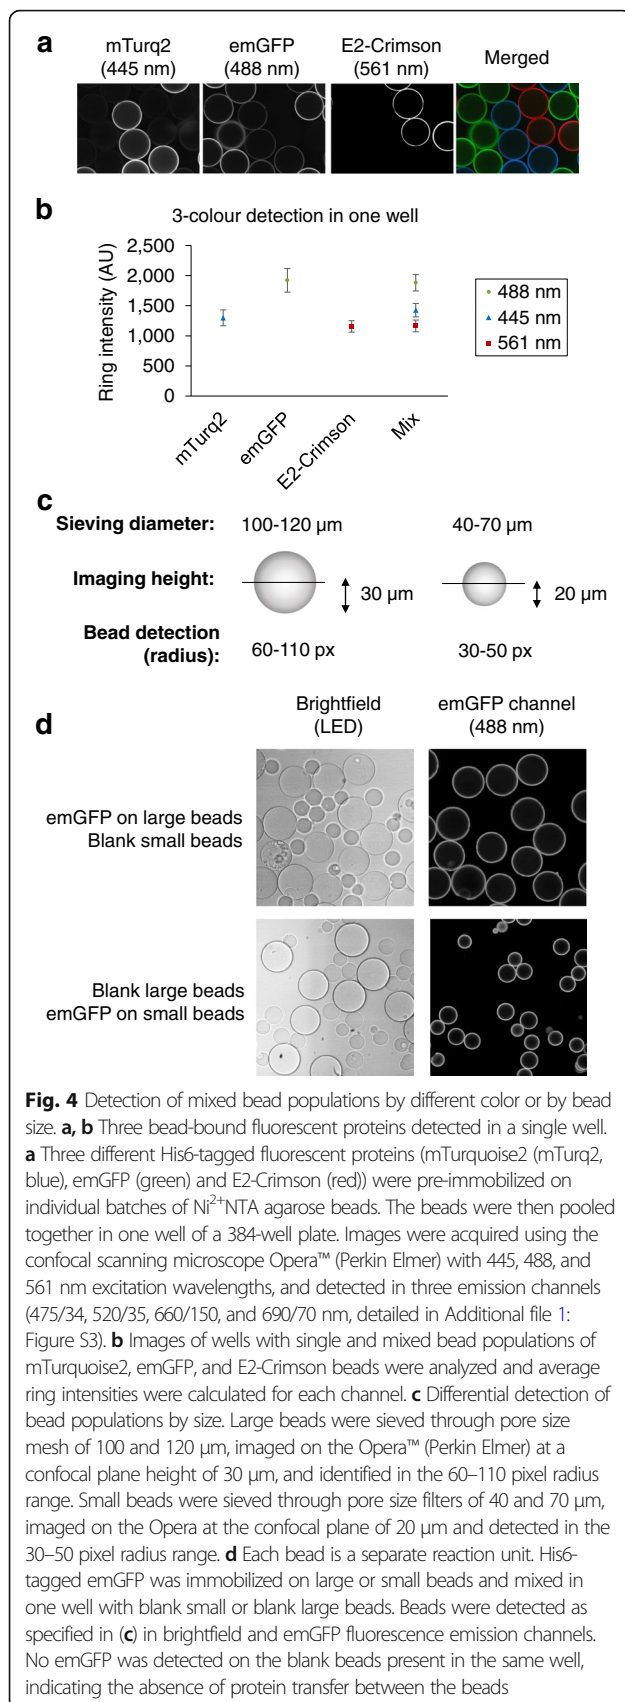 a
mTurq2 emGFP E2-Crimson Merged
(445 nm) (488 nm) (561 nm)
b
3-colour detection in one well
Ring intensity (AU)
2,500
2,000
1,500
1,000
500
0
mTurq2
emGFP
E2-Crimson
Mix
488 nm
445 nm
561 nm
c
Sieving diameter: 100-120 µm 40-70 µm
Imaging height: 30 µm 20 µm
Bead detection
(radius): 60-110 px 30-50 px
d
Brightfield emGFP channel
(LED) (488 nm)
emGFP on large beads
Blank small beads
Blank large beads
emGFP on small beads
Fig. 4 Detection of mixed bead populations by different color or by bead
size. a, b Three bead-bound fluorescent proteins detected in a single well.
a Three different His6-tagged fluorescent proteins (mTurquoise2 (mTurq2,
blue), emGFP (green) and E2-Crimson (red)) were pre-immobilized on
individual batches of Ni2+NTA agarose beads. The beads were then pooled
together in one well of a 384-well plate. Images were acquired using the
confocal scanning microscope Opera™ (Perkin Elmer) with 445, 488, and
561 nm excitation wavelengths, and detected in three emission channels
(475/34, 520/35, 660/150, and 690/70 nm, detailed in Additional file 1:
Figure S3). b Images of wells with single and mixed bead populations of
mTurquoise2, emGFP, and E2-Crimson beads were analyzed and average
ring intensities were calculated for each channel. c Differential detection of
bead populations by size. Large beads were sieved through pore size
mesh of 100 and 120 µm, imaged on the Opera™ (Perkin Elmer) at a
confocal plane height of 30 µm, and identified in the 60–110 pixel radius
range. Small beads were sieved through pore size filters of 40 and 70 µm,
imaged on the Opera at the confocal plane of 20 µm and detected in the
30–50 pixel radius range. d Each bead is a separate reaction unit. His6-
tagged emGFP was immobilized on large or small beads and mixed in
one well with blank small or blank large beads. Beads were detected as
specified in (c) in brightfield and emGFP fluorescence emission channels.
No emGFP was detected on the blank beads present in the same well,
indicating the absence of protein transfer between the beads